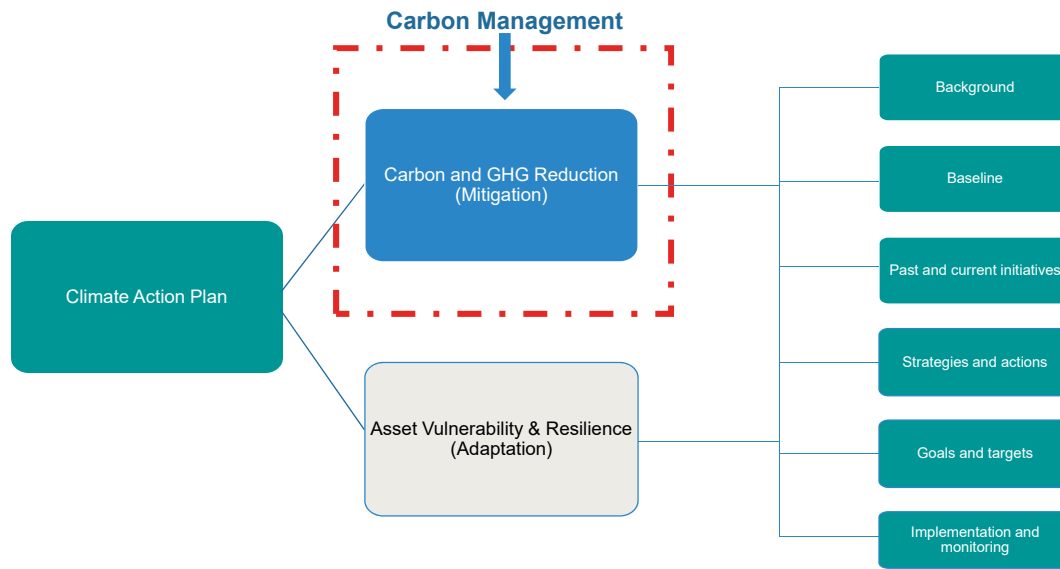 Carbon Management
Carbon and GHG Reduction
(Mitigation)
Climate Action Plan
Asset Vulnerability & Resilience
(Adaptation)
Background
Baseline
Past and current initiatives
Strategies and actions
Goals and targets
Implementation and
monitoring